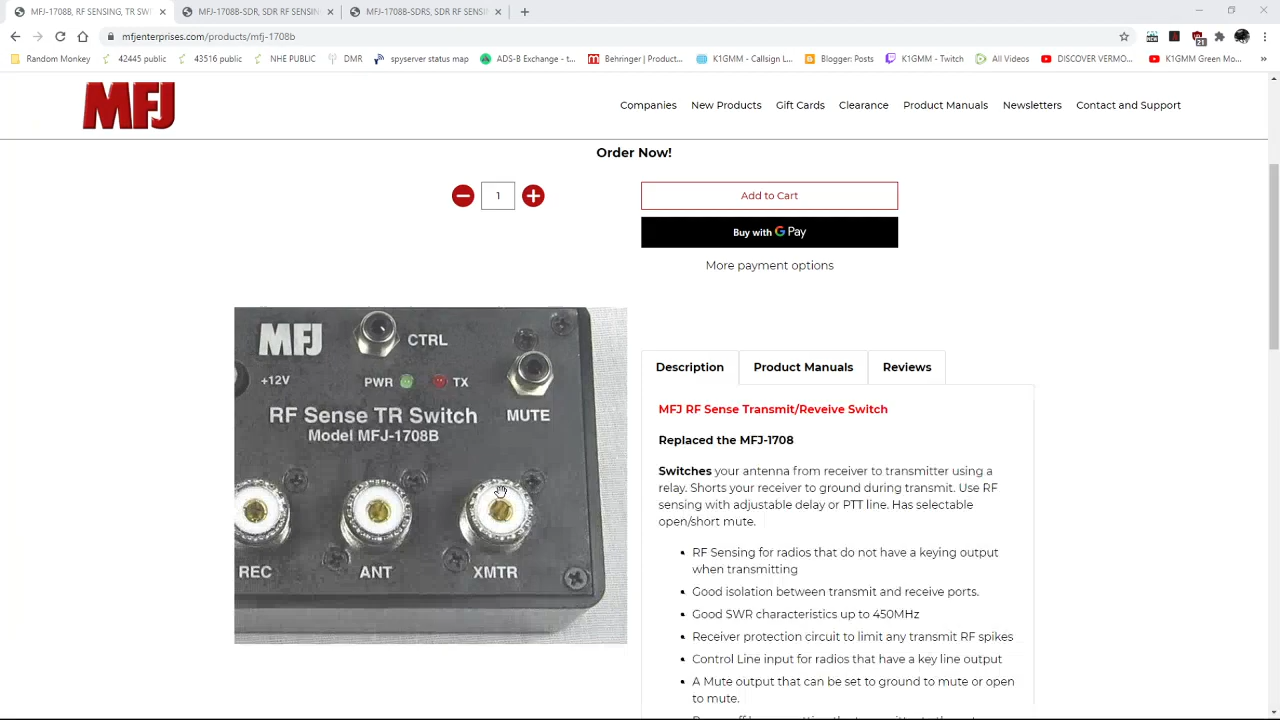 MFJ-1708B, RF SENSING, TR SWI
MFJ-1708B-SDR, SDR RF SENSIN
MFJ-1708B-SDRS, SDR RF SENSIN
mfjenterprises.com/products/mfj-1708b
21
Random Monkey
42445 public
43516 public
NHE PUBLIC
DMR
spyserver status map
ADS-B Exchange - t...
Behringer | Product...
K1GMM - Callsign L...
Blogger: Posts
K1GMM - Twitch
All Videos
DISCOVER VERMO...
K1GMM Green Mo...
MFJ
Companies
New Products
Gift Cards
Clearance
Product Manuals
Newsletters
Contact and Support
Order Now!
1
Add to Cart
Buy with G Pay
More payment options
MFJ
CTRL
12V
PWR
TX
RF Sense TR Switch
MUTE
Model MFJ-1708B
REC
ANT
XMTR
Description
Product Manuals
Reviews
MFJ RF Sense Transmit/Reveive Switch
Replaced the MFJ-1708
Switches your antenna from receiver to transmitter using a
relay. Shorts your receiver to ground while transmitting. Uses RF
sensing with adjustable delay or PTT line. Has selectable
open/short mute.
RF Sensing for radios that do not have a keying output
when transmitting.
Good isolation between transmit and receive ports.
Good SWR characteristics up to
MHz
Receiver protection circuit to limit any transmit RF spikes
Control Line input for radios that have a key line output
A Mute output that can be set to ground to mute or open
to mute.